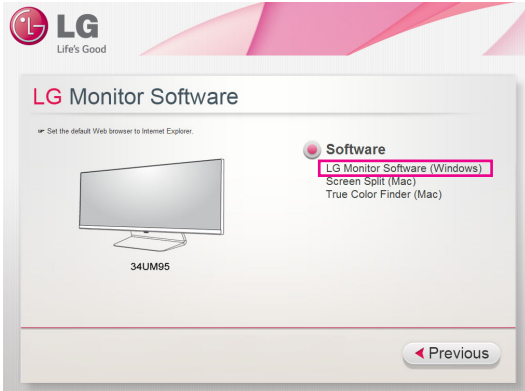 LG
Life's Good
LG Monitor Software
☞ Set the default Web browser to Internet Explorer.
Software
LG Monitor Software (Windows)
Screen Split (Mac)
True Color Finder (Mac)
34UM95
Previous